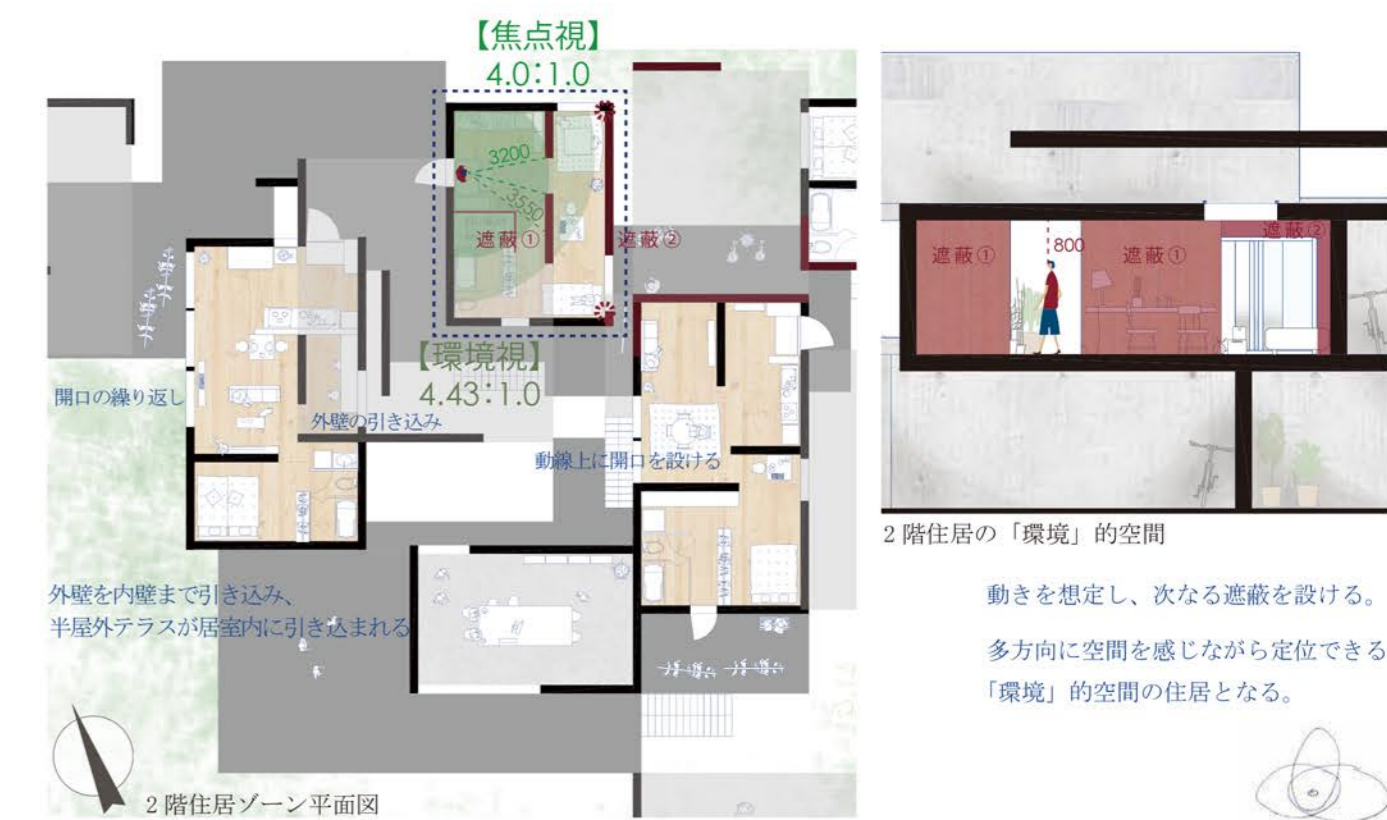 【焦点視】
4.0：1.0
3200
3550
遮蔽①
遮蔽②
【環境視】
4.43：1.0
開口の繰り返し
外壁の引き込み
動線上に開口を設ける
外壁を内壁まで引き込み、
半屋外テラスが居室内に引き込まれる
2階住居ゾーン平面図
遮蔽①
800
遮蔽①
遮蔽②
2階住居の「環境」的空間
動きを想定し、次なる遮蔽を設ける。
多方向に空間を感じながら定位できる
「環境」的空間の住居となる。